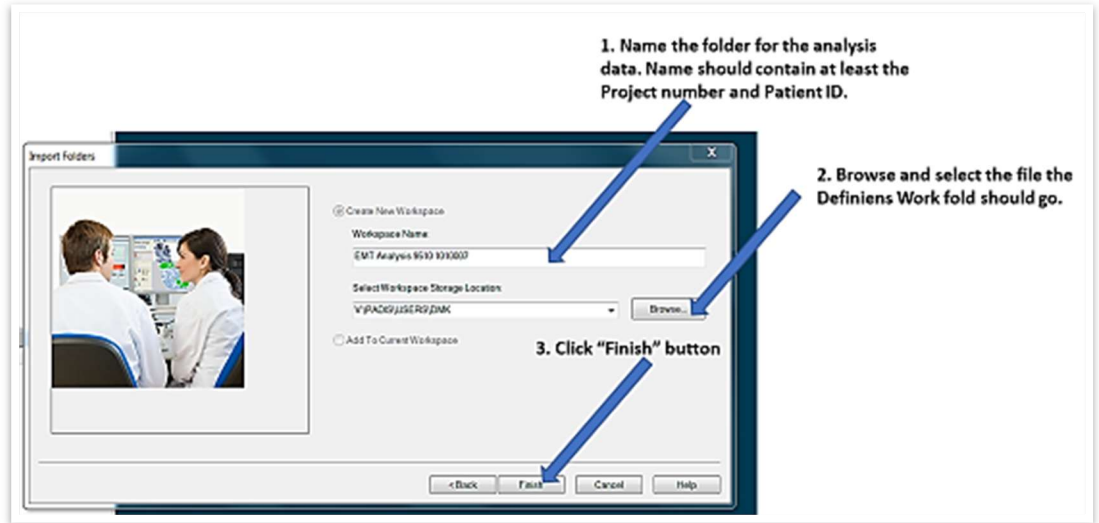 1. Name the folder for the analysis
data. Name should contain at least the
Project number and Patient ID.
Import Folders
X
2. Browse and select the file the
Definiens Work fold should go.
Create New Workspace
Workspace Name:
EMT Analysis 9510 1010007
Select Workspace Storage Location:
Browse...
Add To Current Workspace
3. Click "Finish" button
<Back
Finish
Cancel
Help